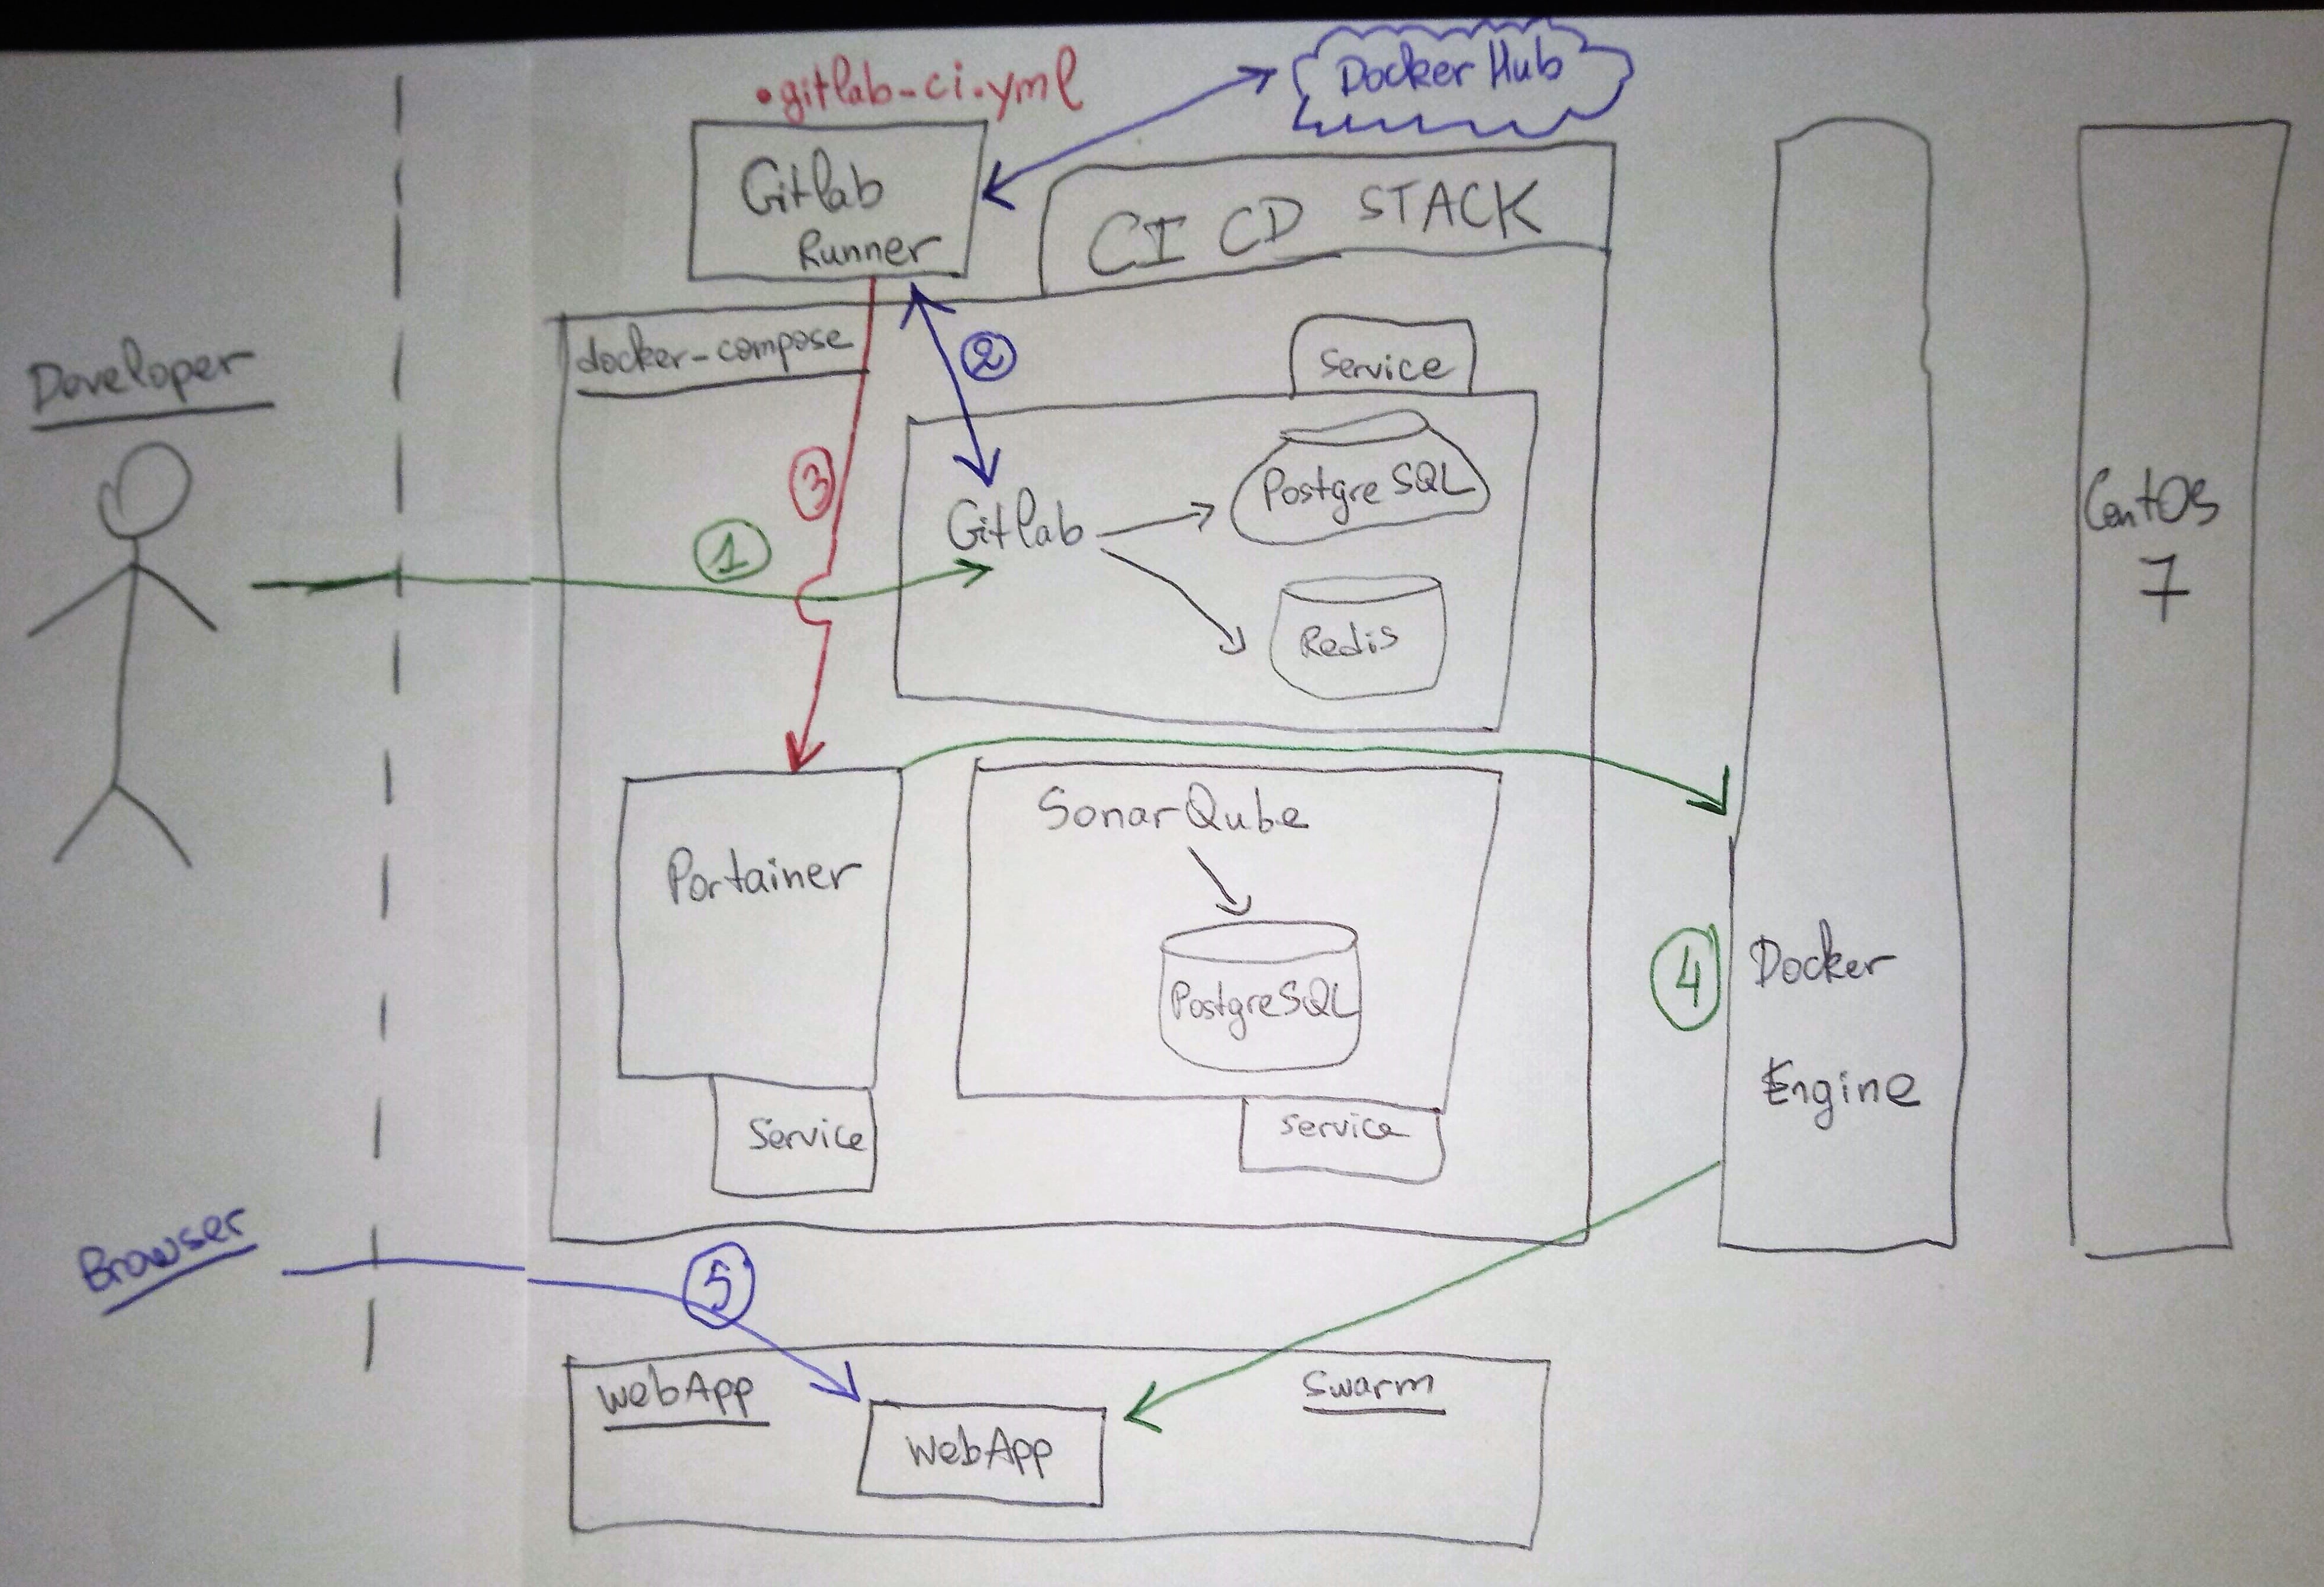 .gitlab-ci.yml
Docker Hub
Gitlab
Runner
CI CD STACK
docker-compose
Service
2
Developer
3
Gitlab
PostgreSQL
1
Redis
CentOS
7
SonarQube
Portainer
PostgreSQL
4
Docker
Engine
Service
Service
Browser
5
WebApp
Swarm
WebApp